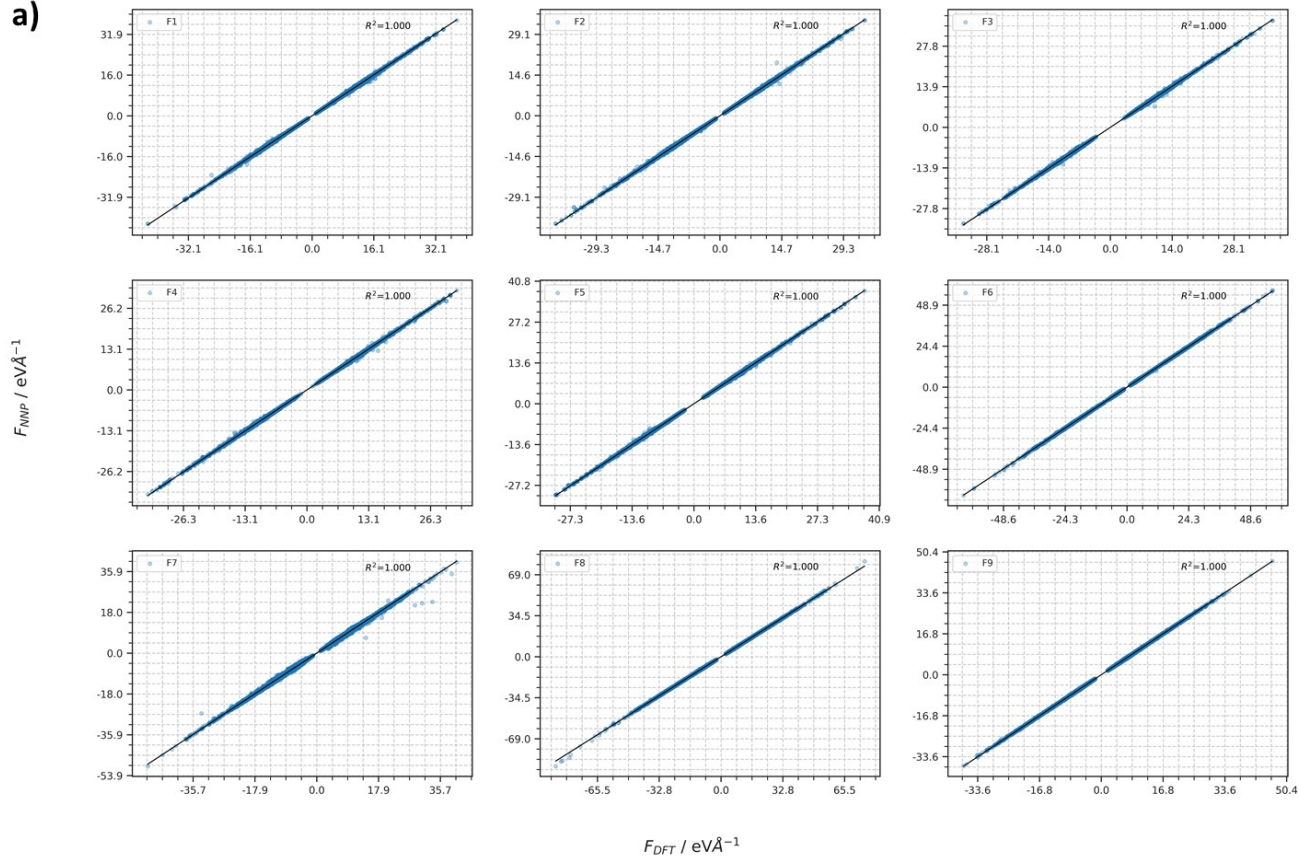 a)
F1
R²=1.000
31.9
16.0
0.0
-16.0
-31.9
-32.1 -16.1 0.0 16.1 32.1
F2
R²=1.000
29.1
14.6
0.0
-14.6
-29.1
-29.3 -14.7 0.0 14.7 29.3
F3
R²=1.000
27.8
13.9
0.0
-13.9
-27.8
-28.1 -14.0 0.0 14.0 28.1
F4
R²=1.000
26.2
13.1
0.0
-13.1
-26.2
-26.3 -13.1 0.0 13.1 26.3
F5
R²=1.000
40.8
27.2
13.6
0.0
-13.6
-27.2
-27.3 -13.6 0.0 13.6 27.3 40.9
F6
R²=1.000
48.9
24.4
0.0
-24.4
-48.9
-48.6 -24.3 0.0 24.3 48.6
F7
R²=1.000
35.9
18.0
0.0
-18.0
-35.9
-53.9
-35.7 -17.9 0.0 17.9 35.7
F8
R²=1.000
69.0
34.5
0.0
-34.5
-69.0
-65.5 -32.8 0.0 32.8 65.5
F9
R²=1.000
50.4
33.6
16.8
0.0
-16.8
-33.6
-33.6 -16.8 0.0 16.8 33.6 50.4
F_NNP / eVÅ⁻¹
F_DFT / eVÅ⁻¹